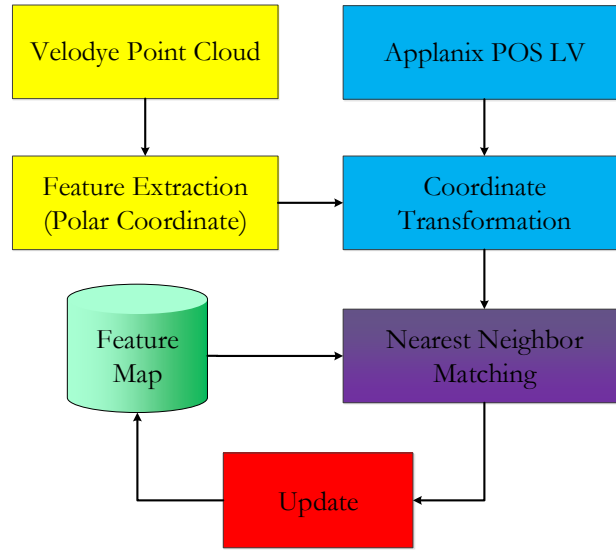 Velodye Point Cloud
Applanix POS LV
Feature Extraction
(Polar Coordinate)
Coordinate
Transformation
Feature
Map
Nearest Neighbor
Matching
Update